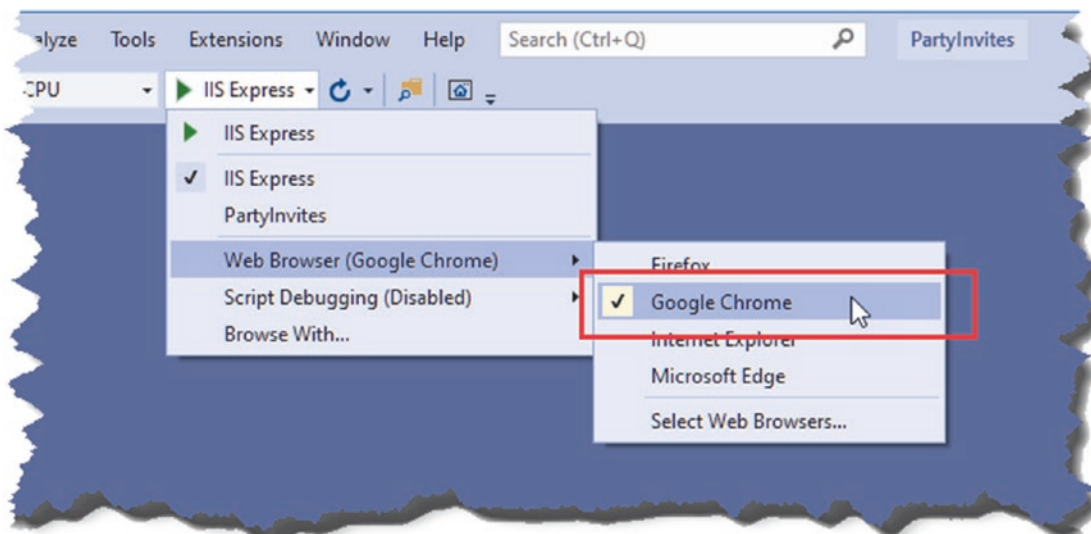 Tools Extensions Window Help Search (Ctrl+Q) PartyInvites
CPU IIS Express
IIS Express
IIS Express
PartyInvites
Web Browser (Google Chrome)
Script Debugging (Disabled)
Browse With...
Firefox
Google Chrome
Internet Explorer
Microsoft Edge
Select Web Browsers...